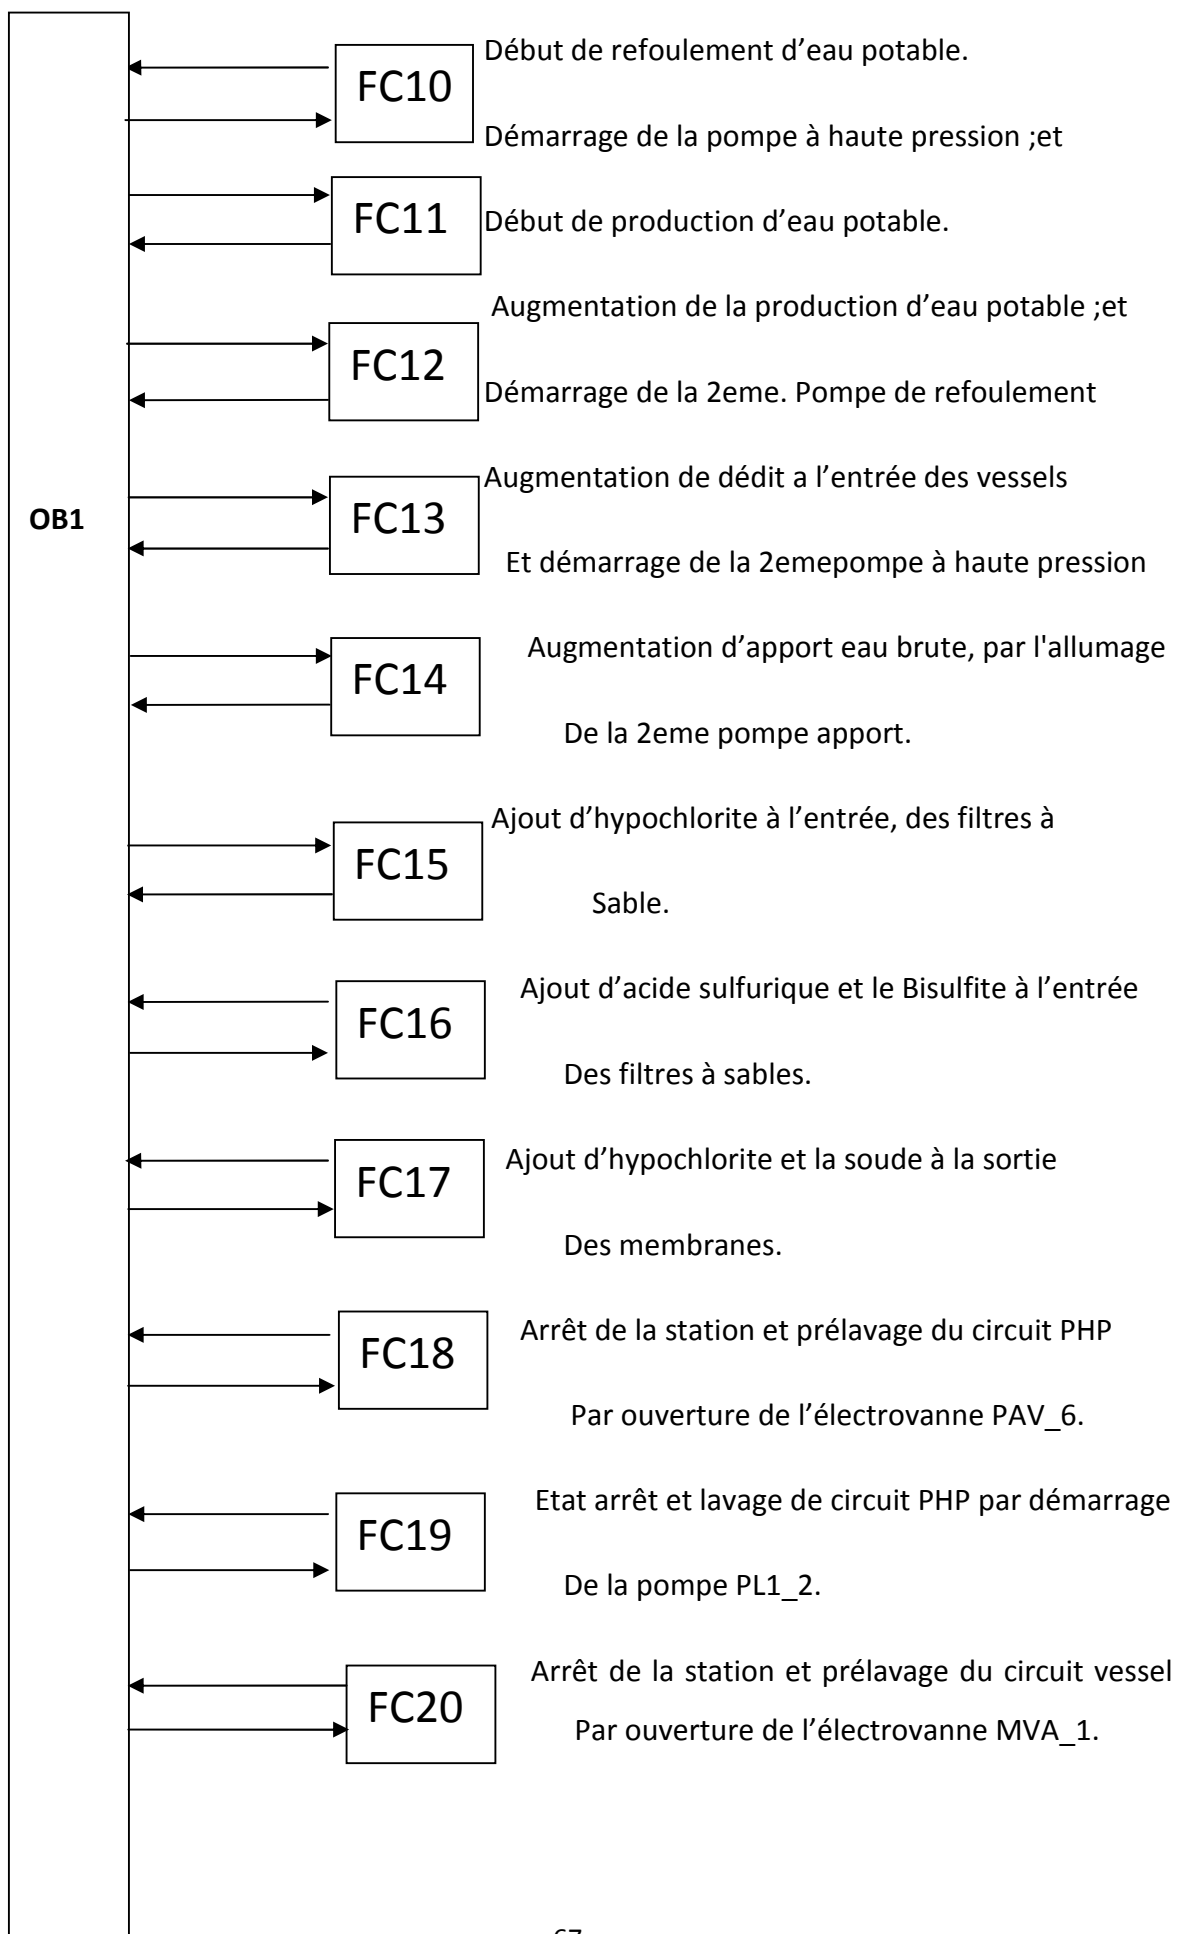 Début de refoulement d’eau potable.
FC10
Démarrage de la pompe à haute pression ;et
FC11
Début de production d’eau potable.
Augmentation de la production d’eau potable ;et
FC12
Démarrage de la 2eme. Pompe de refoulement
Augmentation de dédit a l’entrée des vessels
OB1
FC13
Et démarrage de la 2emepompe à haute pression
Augmentation d’apport eau brute, par l'allumage
FC14
De la 2eme pompe apport.
Ajout d’hypochlorite à l’entrée, des filtres à
FC15
Sable.
Ajout d’acide sulfurique et le Bisulfite à l’entrée
FC16
Des filtres à sables.
Ajout d’hypochlorite et la soude à la sortie
FC17
Des membranes.
Arrêt de la station et prélavage du circuit PHP
FC18
Par ouverture de l’électrovanne PAV_6.
Etat arrêt et lavage de circuit PHP par démarrage
FC19
De la pompe PL1_2.
Arrêt de la station et prélavage du circuit vessel
FC20
Par ouverture de l’électrovanne MVA_1.